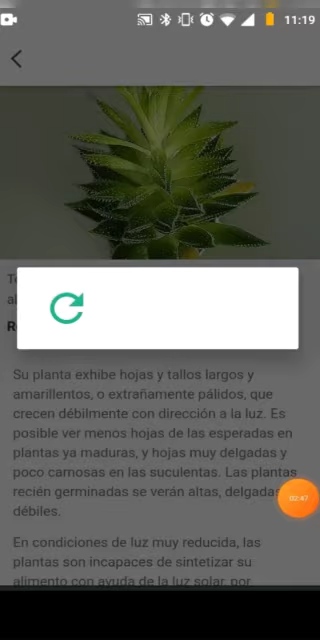 11:19
Su planta exhibe hojas y tallos largos y
amarillentos, o extrañamente pálidos, que
crecen débilmente con dirección a la luz. Es
posible ver menos hojas de las esperadas en
plantas ya maduras, y hojas muy delgadas y
poco carnosas en las suculentas. Las plantas
recién germinadas se verán altas, delgadas
débiles.
02:47
En condiciones de luz muy reducida, las
plantas son incapaces de sintetizar su
alimento con ayuda de la luz solar, por